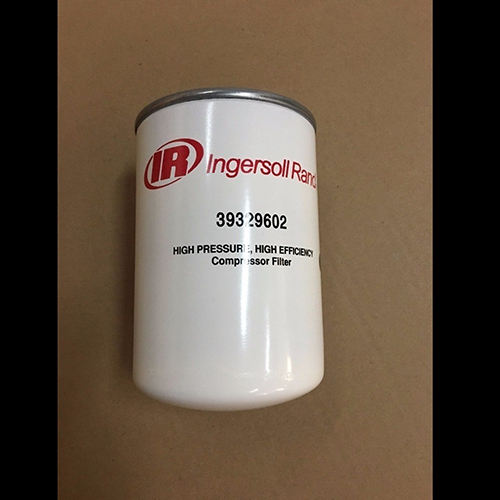 IR Ingersoll Rand
39329602
HIGH PRESSURE, HIGH EFFICIENCY
Compressor Filter